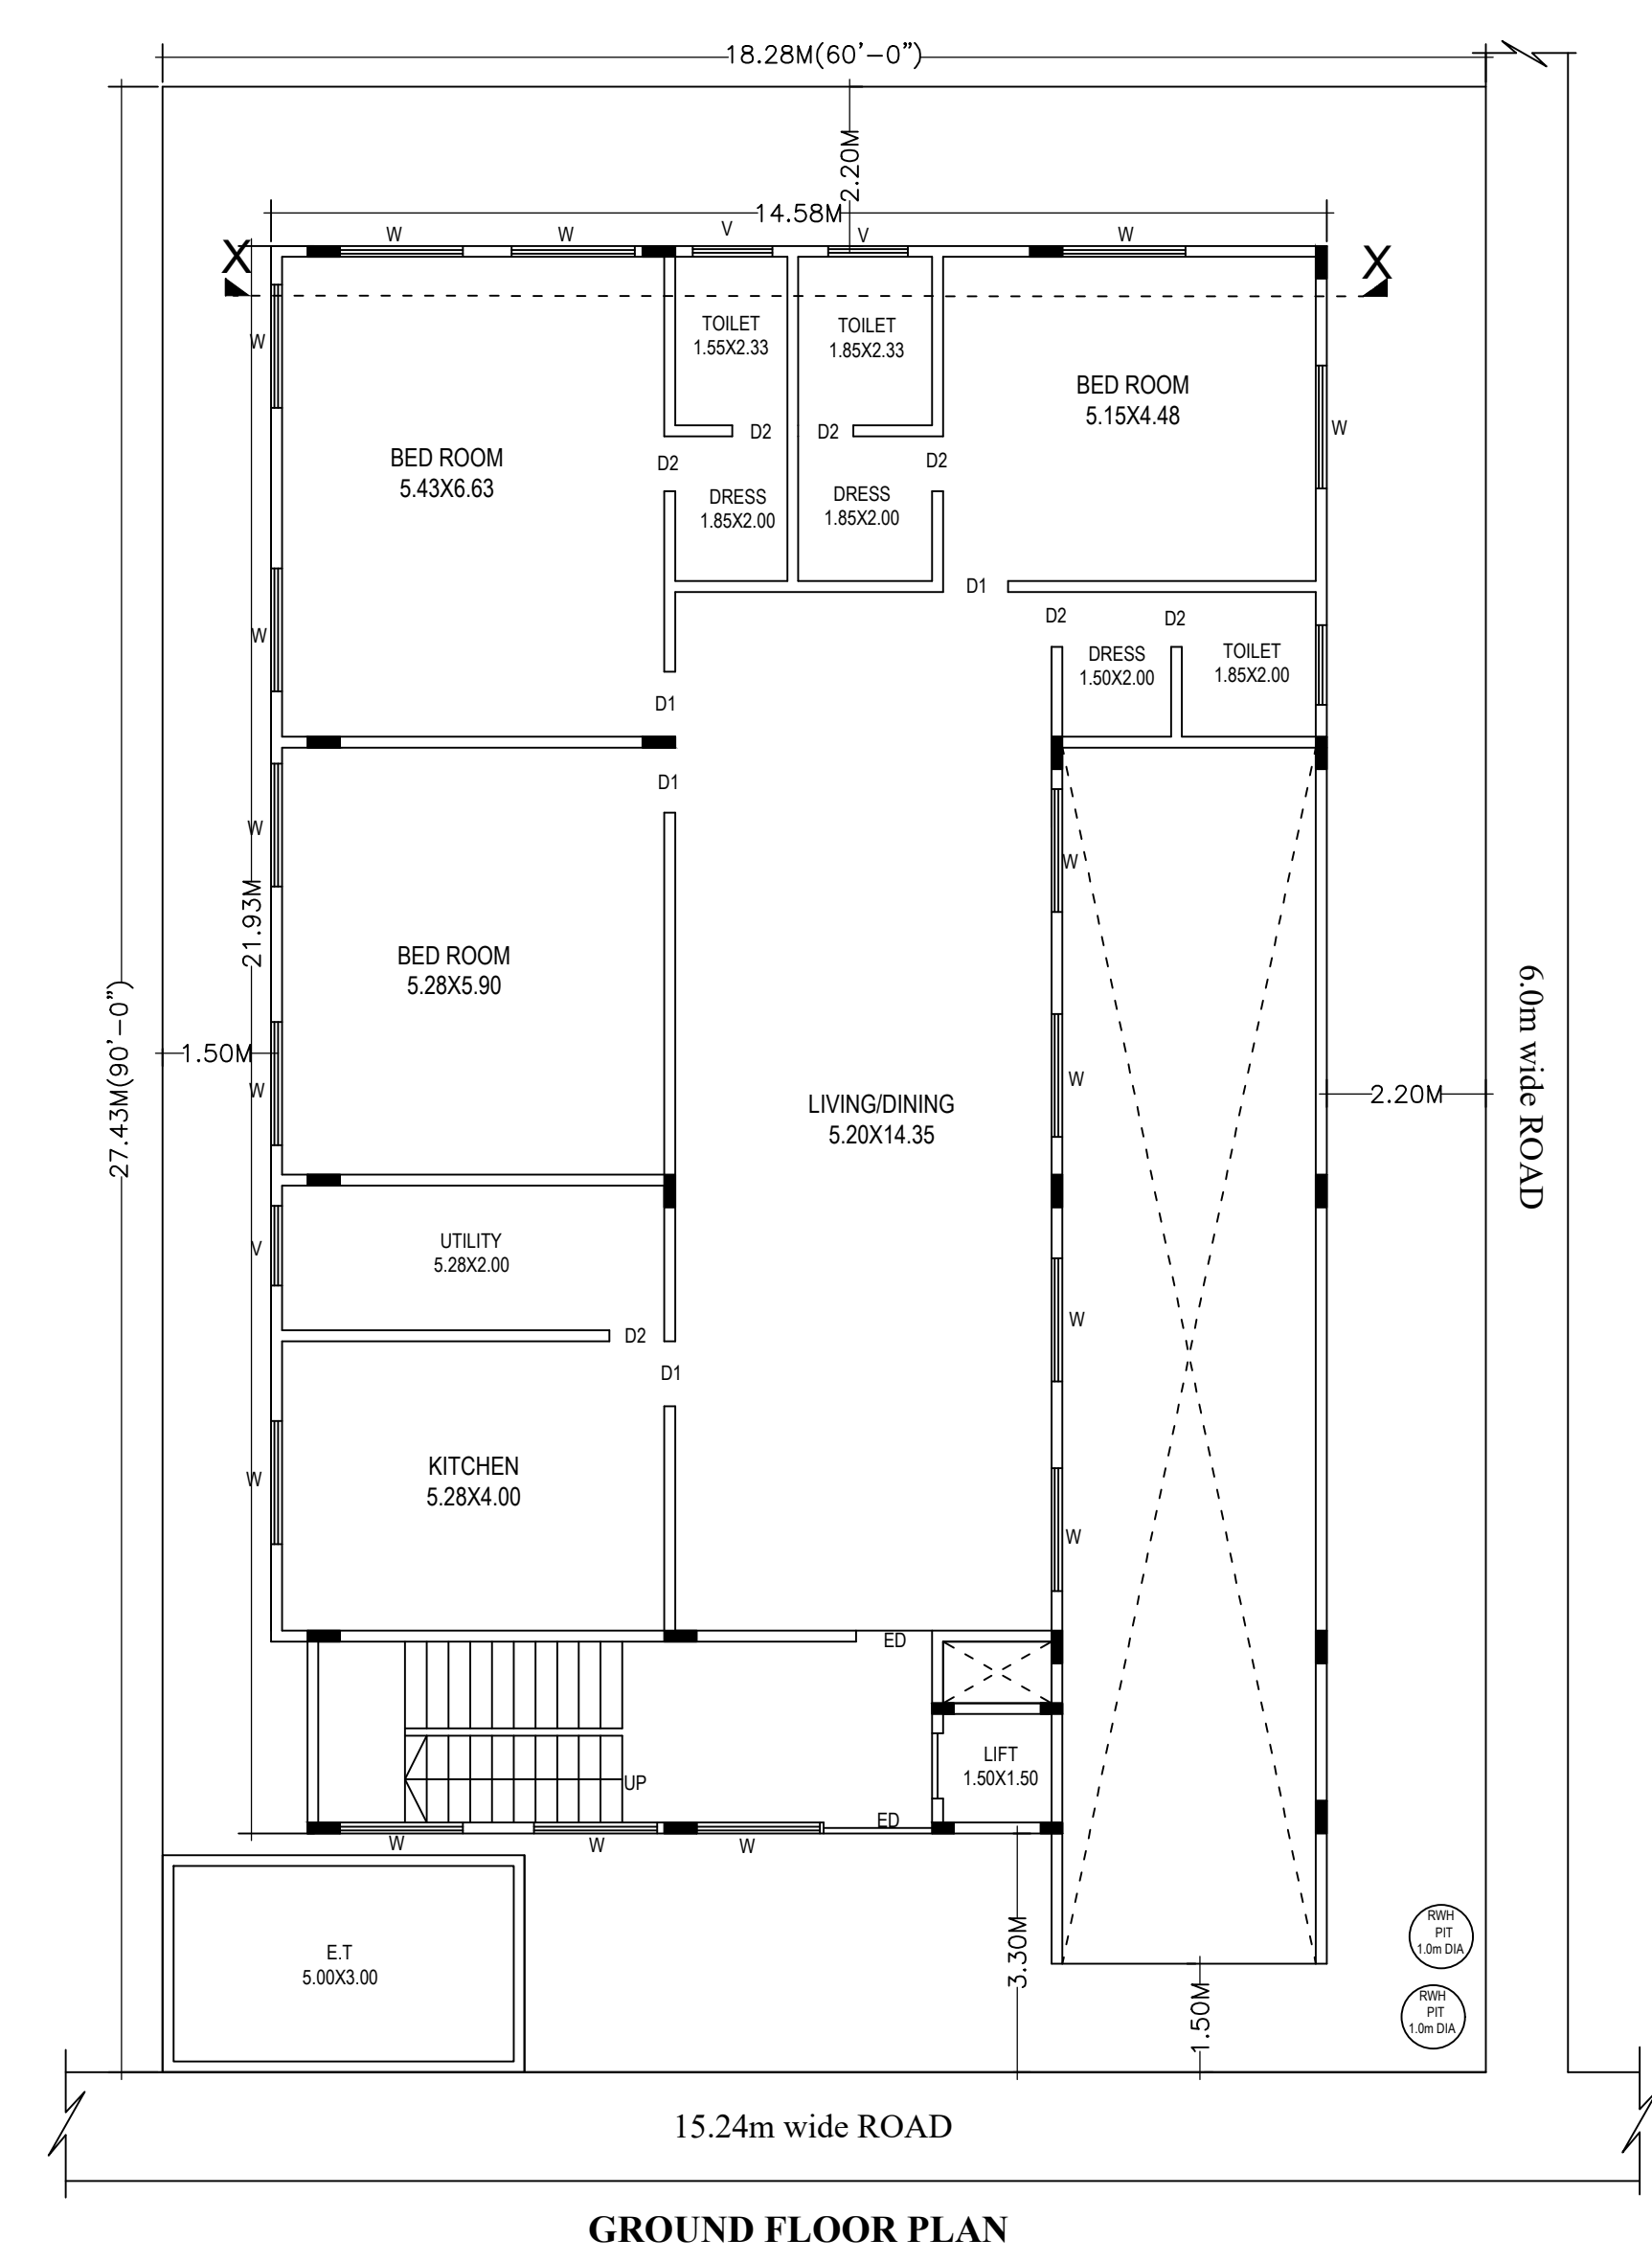 18.28M(60'-0")
2.20M
14.58M
W
W
V
V
W
X
X
W
TOILET
1.55X2.33
TOILET
1.85X2.33
BED ROOM
5.15X4.48
W
BED ROOM
5.43X6.63
D2
D2
D2
D2
DRESS
1.85X2.00
DRESS
1.85X2.00
D1
D2
D2
W
DRESS
1.50X2.00
TOILET
1.85X2.00
D1
D1
W
W
21.93M
BED ROOM
5.28X5.90
27.43M(90'-0")
1.50M
W
W
2.20M
6.0m wide ROAD
LIVING/DINING
5.20X14.35
UTILITY
5.28X2.00
V
W
D2
D1
KITCHEN
5.28X4.00
W
W
ED
LIFT
1.50X1.50
UP
ED
W
W
W
E.T
5.00X3.00
3.30M
1.50M
RWH
PIT
1.0m DIA
RWH
PIT
1.0m DIA
15.24m wide ROAD
GROUND FLOOR PLAN